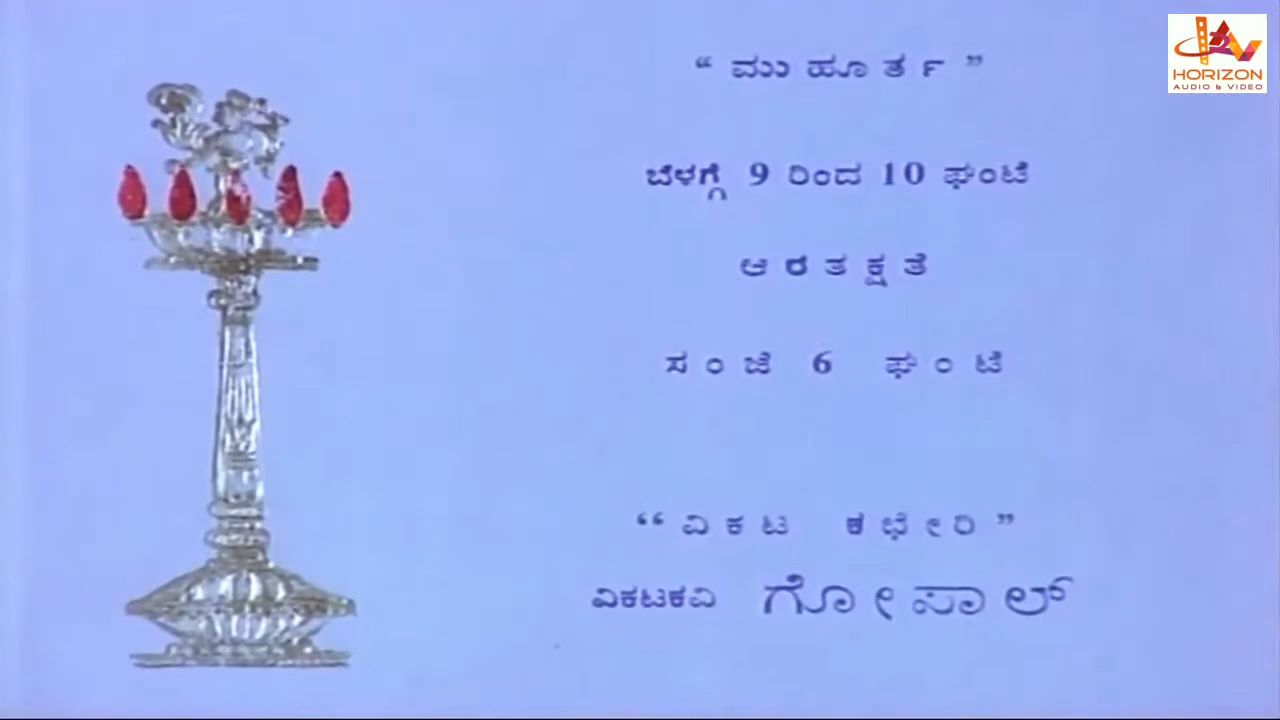 HORIZON
AUDIO & VIDEO
“ ಮುಹೂರ್ತ ”
ಬೆಳಗ್ಗೆ 9 ರಿಂದ 10 ಘಂಟೆ
ಆರತಕ್ಷತೆ
ಸಂಜೆ 6 ಘಂಟೆ
“ ವಿಕಟ ಕಛೇರಿ ”
ವಿಕಟಕವಿ ಗೋಪಾಲ್